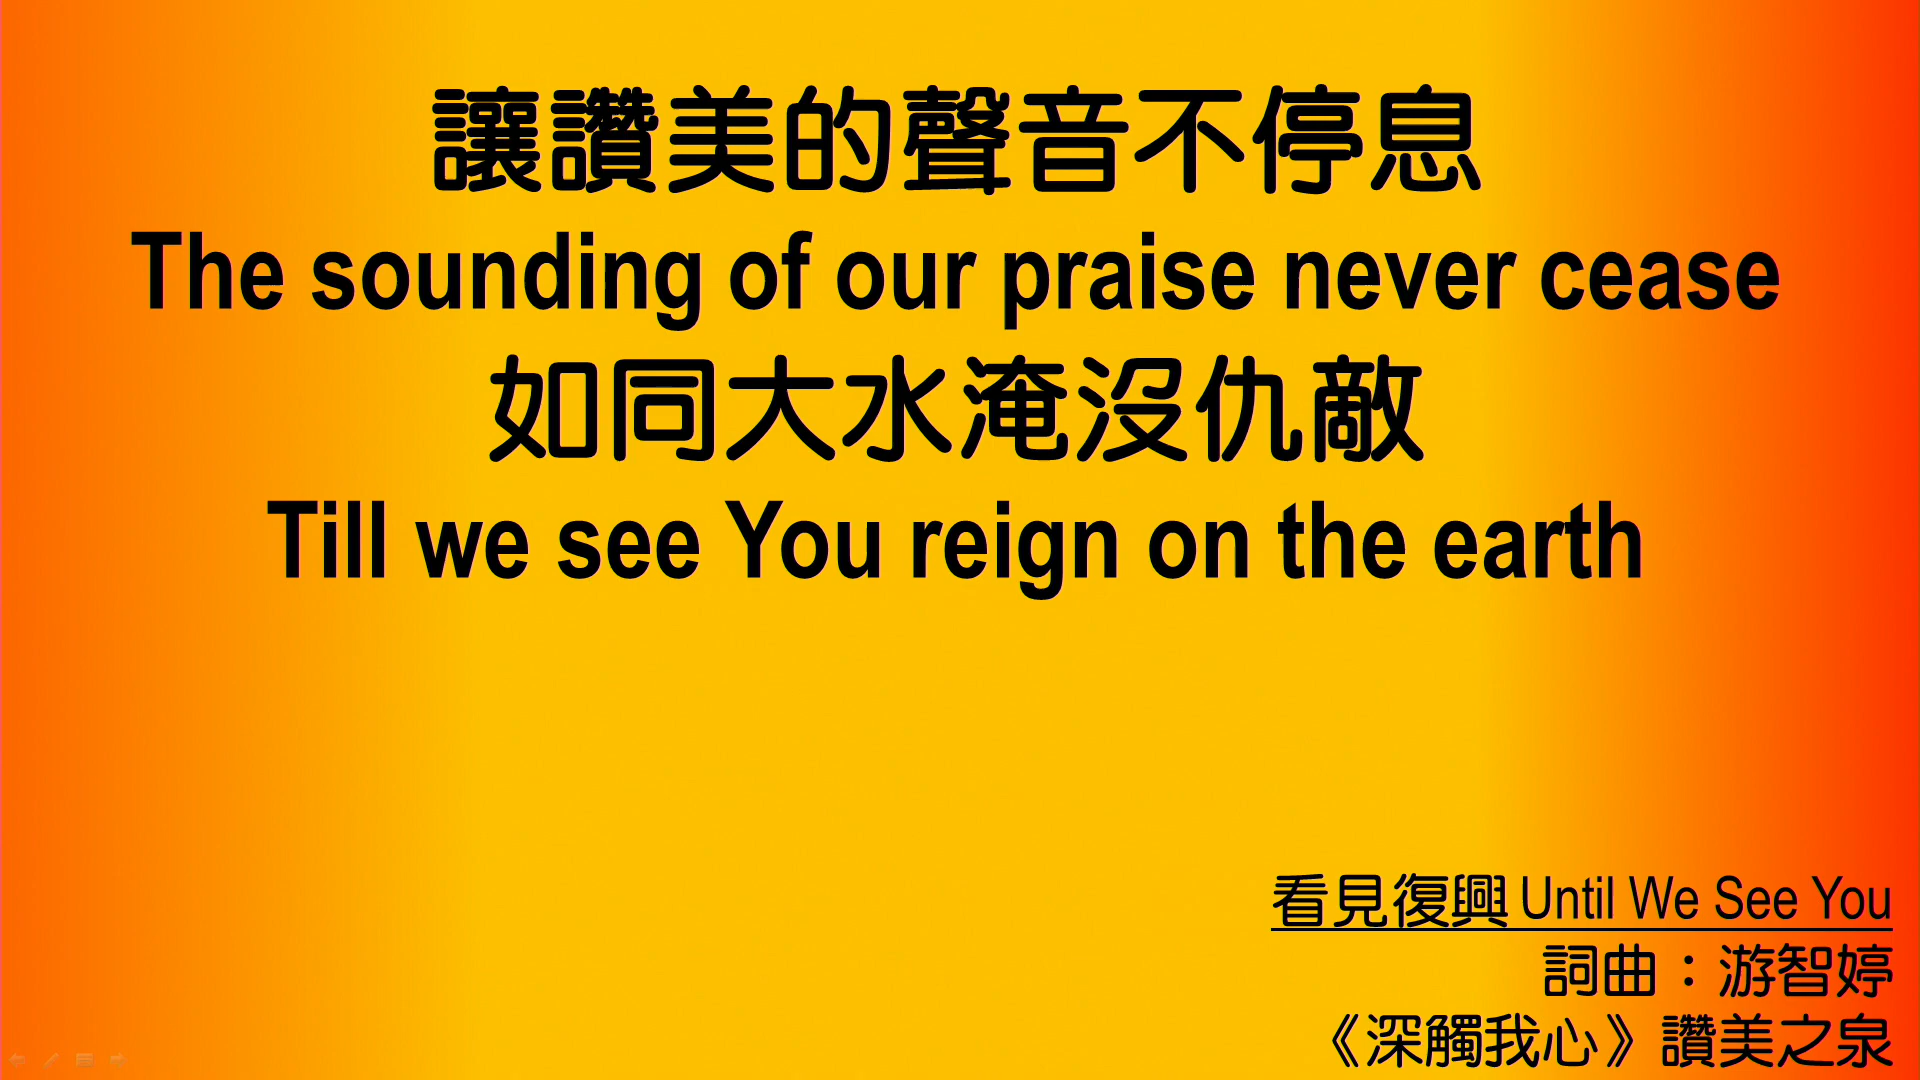 讓讚美的聲音不停息
The sounding of our praise never cease
如同大水淹沒仇敵
Till we see You reign on the earth
看見復興 Until We See You
詞曲：游智婷
《深觸我心》讚美之泉